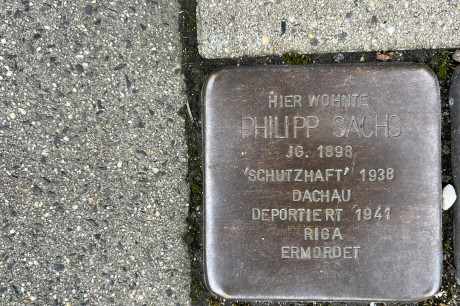 HIER WOHNTE
PHILIPP SACHS
JG. 1898
'SCHUTZHAFT' 1938
DACHAU
DEPORTIERT 1941
RIGA
ERMORDET